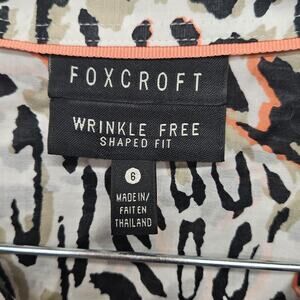 FOXCROFT
WRINKLE FREE
SHAPED FIT
6
MADE IN/
FAIT EN
THAILAND